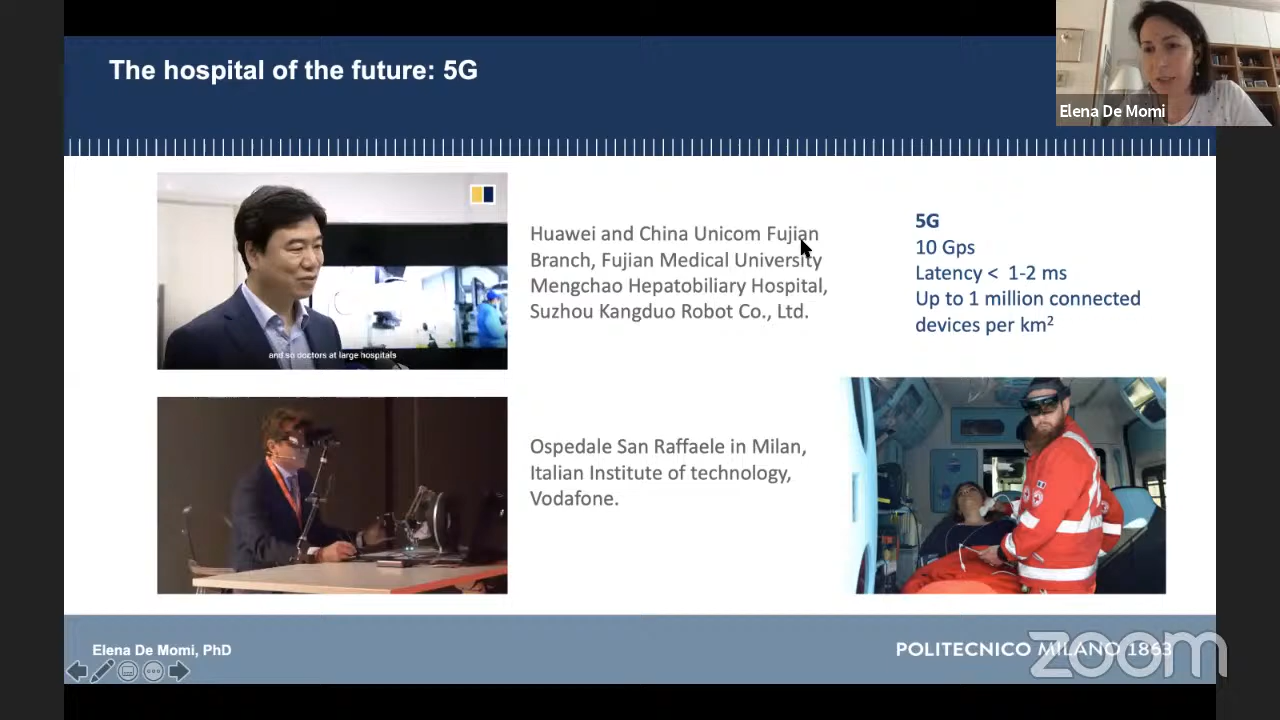 The hospital of the future: 5G
Elena De Momi
Huawei and China Unicom Fujian
Branch, Fujian Medical University
Mengchao Hepatobiliary Hospital,
Suzhou Kangduo Robot Co., Ltd.
5G
10 Gps
Latency < 1-2 ms
Up to 1 million connected
devices per km²
and so doctors at large hospitals
Ospedale San Raffaele in Milan,
Italian Institute of technology,
Vodafone.
Elena De Momi, PhD
POLITECNICO MILANO 1863
zoom